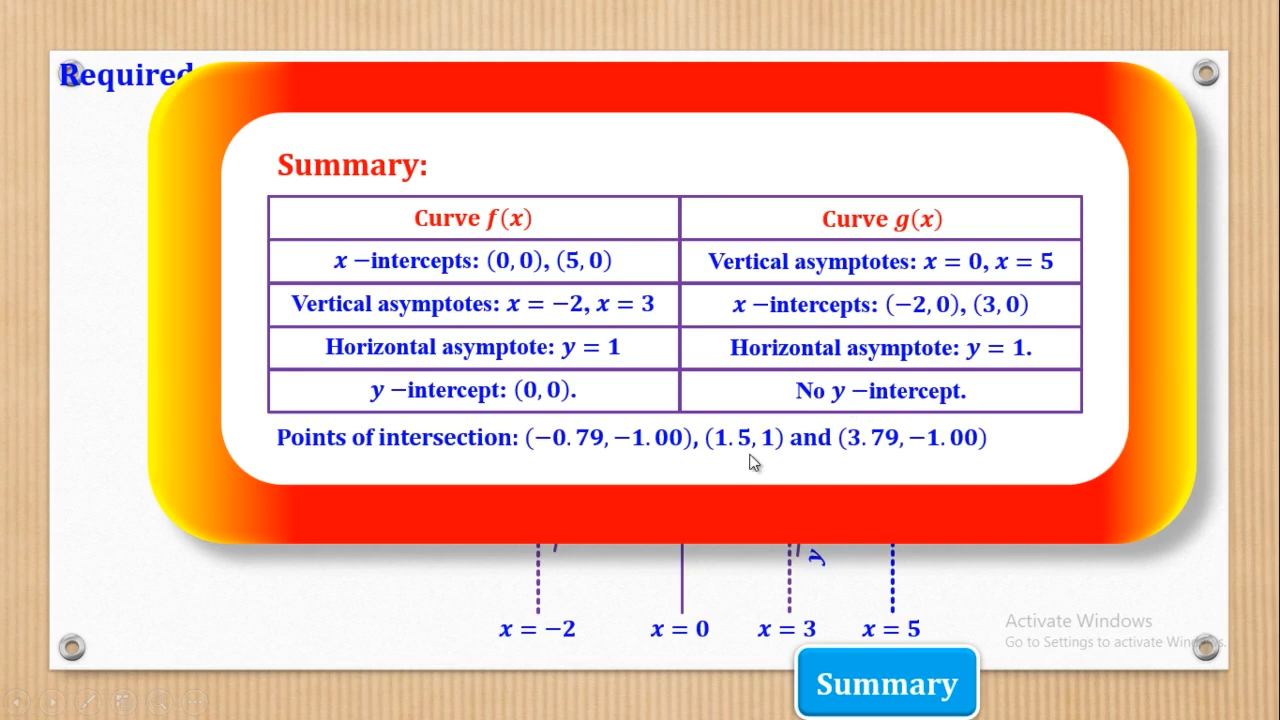 Required
Summary:
Curve f(x)
Curve g(x)
x −intercepts: (0, 0), (5, 0)
Vertical asymptotes: x = 0, x = 5
Vertical asymptotes: x = −2, x = 3
x −intercepts: (−2, 0), (3, 0)
Horizontal asymptote: y = 1
Horizontal asymptote: y = 1.
y −intercept: (0, 0).
No y −intercept.
Points of intersection: (−0.79, −1.00), (1.5, 1) and (3.79, −1.00)
y
x = −2
x = 0
x = 3
x = 5
Activate Windows
Go to Settings to activate Windows.
Summary